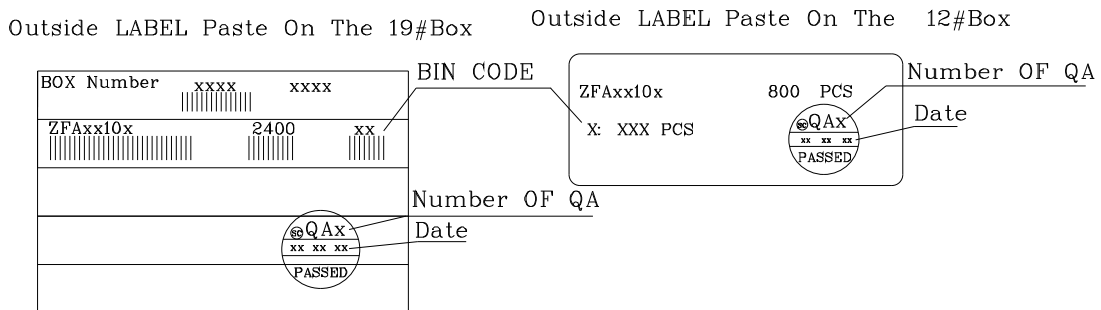 Outside LABEL Paste On The 19#Box
BOX Number xxxx xxxx
ZFAxx10x 2400 xx
BIN CODE
Number OF QA
Date
SC QAx
xx xx xx
PASSED
Outside LABEL Paste On The 12#Box
ZFAxx10x 800 PCS
X: XXX PCS
Number OF QA
Date
SC QAx
xx xx xx
PASSED